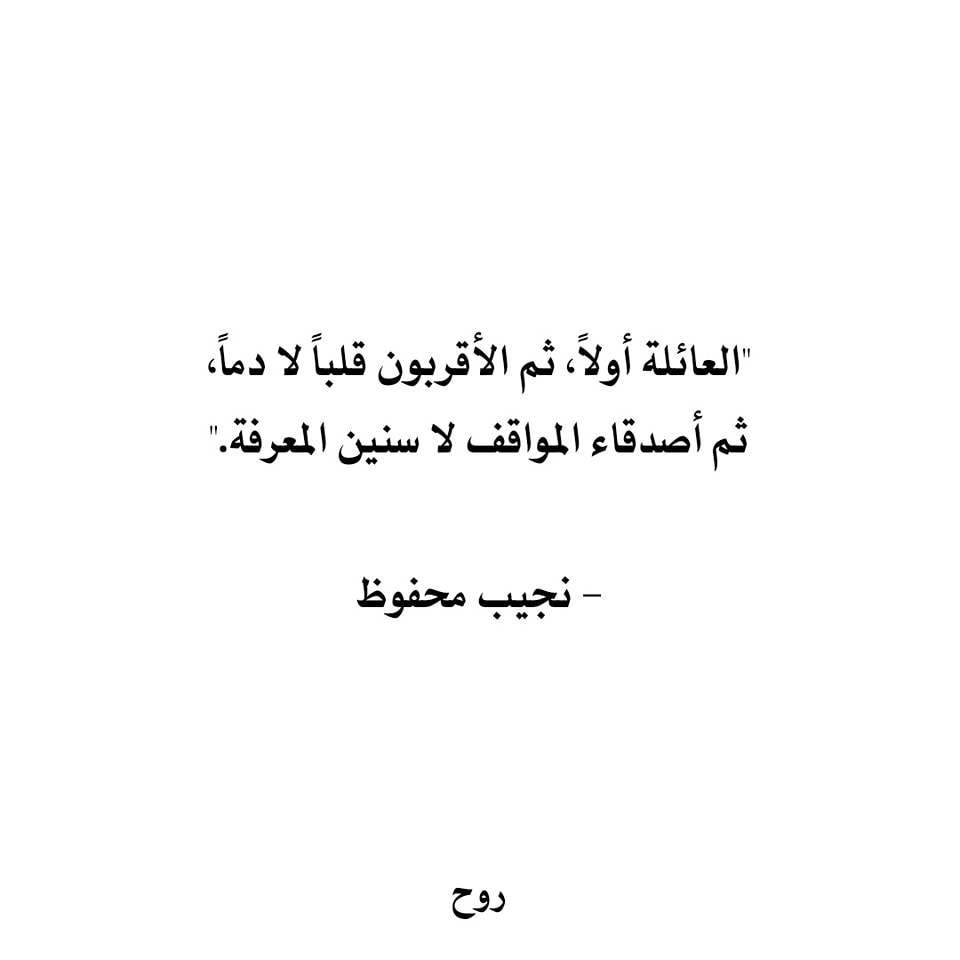 "العائلة أولاً، ثم الأقربون قلباً لا دماً،
ثم أصدقاء المواقف لا سنين المعرفة."
– نجيب محفوظ
روح